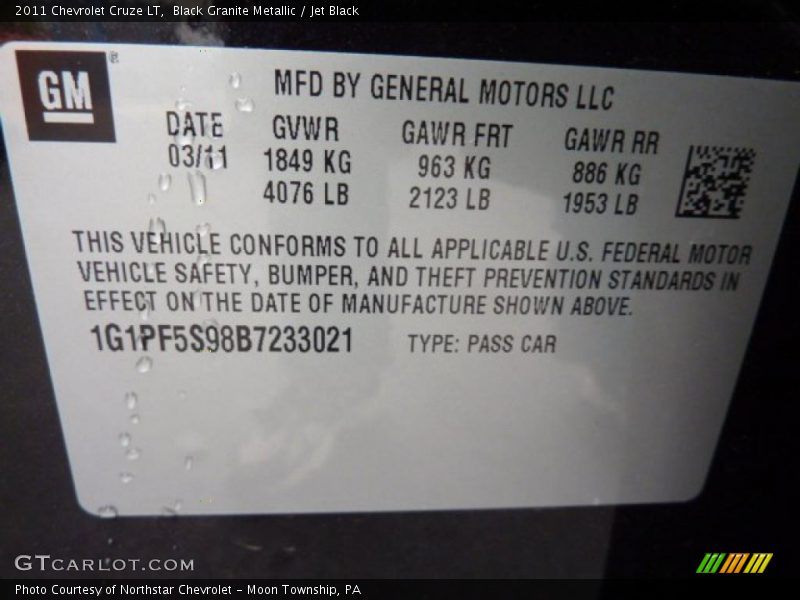 2011 Chevrolet Cruze LT,  Black Granite Metallic / Jet Black
GM ®
MFD BY GENERAL MOTORS LLC
DATE GVWR GAWR FRT GAWR RR
03/11 1849 KG 963 KG 886 KG
4076 LB 2123 LB 1953 LB
THIS VEHICLE CONFORMS TO ALL APPLICABLE U.S. FEDERAL MOTOR
VEHICLE SAFETY, BUMPER, AND THEFT PREVENTION STANDARDS IN
EFFECT ON THE DATE OF MANUFACTURE SHOWN ABOVE.
1G1PF5S98B7233021 TYPE: PASS CAR
GTCARLOT.COM
Photo Courtesy of Northstar Chevrolet - Moon Township, PA